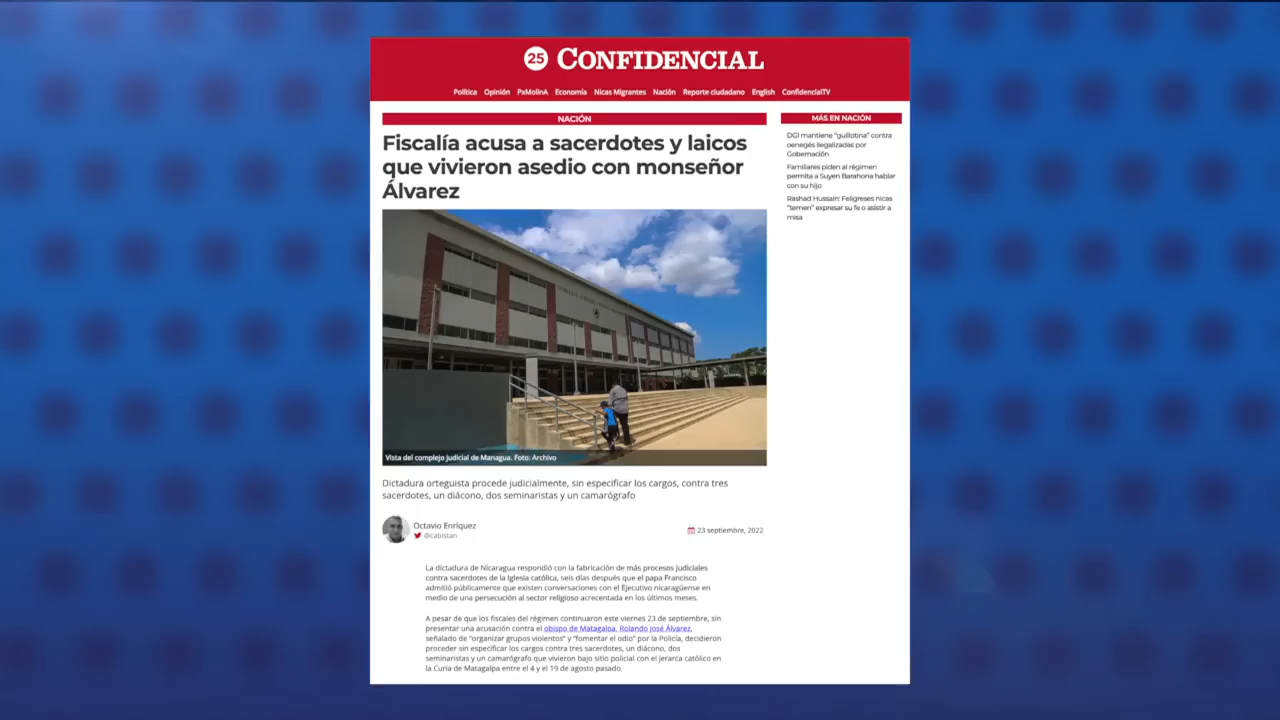 25 CONFIDENCIAL
Política Opinión PxMolinA Economía Nicas Migrantes Nación Reporte ciudadano English ConfidencialTV
NACIÓN
Fiscalía acusa a sacerdotes y laicos
que vivieron asedio con monseñor
Álvarez
Vista del complejo judicial de Managua. Foto: Archivo
Dictadura orteguista procede judicialmente, sin especificar los cargos, contra tres
sacerdotes, un diácono, dos seminaristas y un camarógrafo
Octavio Enríquez
@cabistan
23 septiembre, 2022
La dictadura de Nicaragua respondió con la fabricación de más procesos judiciales
contra sacerdotes de la Iglesia católica, seis días después que el papa Francisco
admitió públicamente que existen conversaciones con el Ejecutivo nicaragüense en
medio de una persecución al sector religioso acrecentada en los últimos meses.
A pesar de que los fiscales del régimen continuaron este viernes 23 de septiembre, sin
presentar una acusación contra el obispo de Matagalpa, Rolando José Álvarez,
señalado de "organizar grupos violentos" y "fomentar el odio" por la Policía, decidieron
proceder sin especificar los cargos contra tres sacerdotes, un diácono, dos
seminaristas y un camarógrafo que vivieron bajo sitio policial con el jerarca católico en
la Curia de Matagalpa entre el 4 y el 19 de agosto pasado.
MÁS EN NACIÓN
DGI mantiene "guillotina" contra
oenegés ilegalizadas por
Gobernación
Familiares piden al régimen
permita a Suyen Barahona hablar
con su hijo
Rashad Hussain: Feligreses nicas
"temen" expresar su fe o asistir a
misa